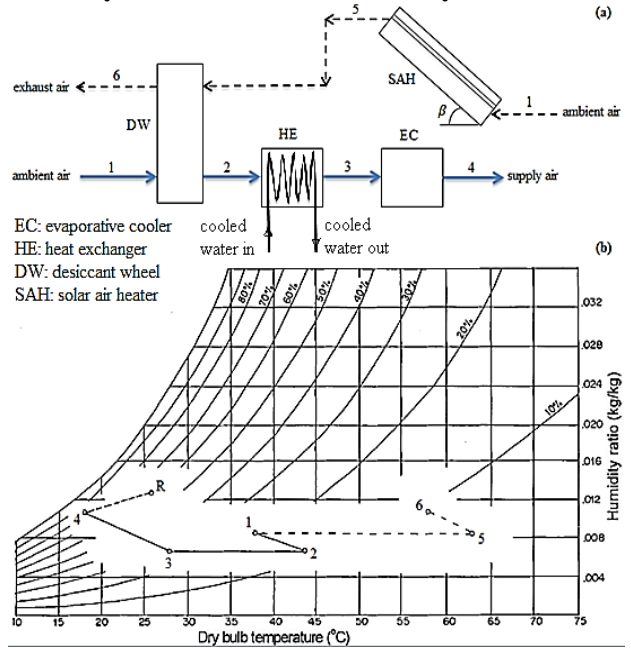 (a)
5
6
exhaust air
SAH
1
DW
β
ambient air
HE
EC
ambient air
1
2
3
4
supply air
EC: evaporative cooler
HE: heat exchanger
DW: desiccant wheel
SAH: solar air heater
cooled
water in
cooled
water out
(b)
80%
70%
60%
50%
40%
30%
20%
10%
.032
.028
.024
.020
.016
.012
.008
.004
Humidity ratio (kg/kg)
R
4
1
6
5
3
2
10
15
20
25
30
35
40
45
50
55
60
65
70
75
Dry bulb temperature (°C)